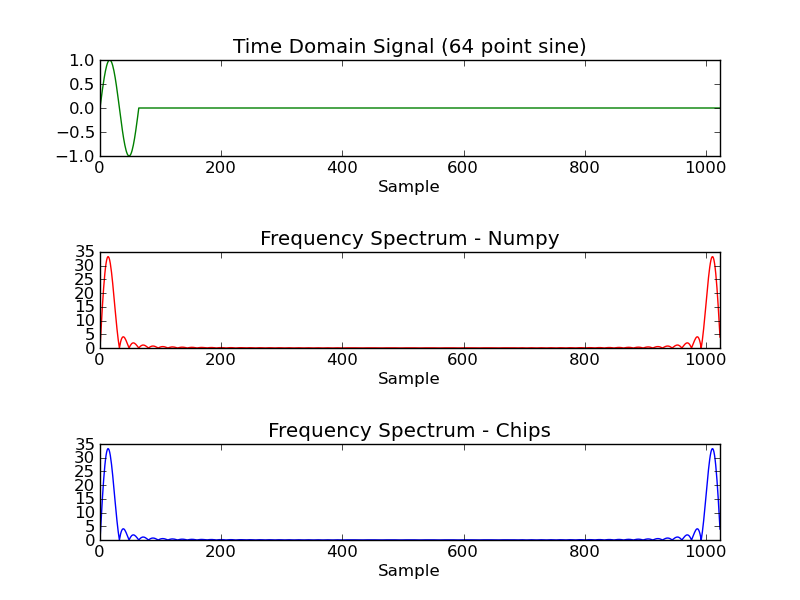 Time Domain Signal (64 point sine)
1.0
0.5
0.0
−0.5
−1.0
0 200 400 600 800 1000
Sample
Frequency Spectrum - Numpy
35
30
25
20
15
10
5
0
0 200 400 600 800 1000
Sample
Frequency Spectrum - Chips
35
30
25
20
15
10
5
0
0 200 400 600 800 1000
Sample